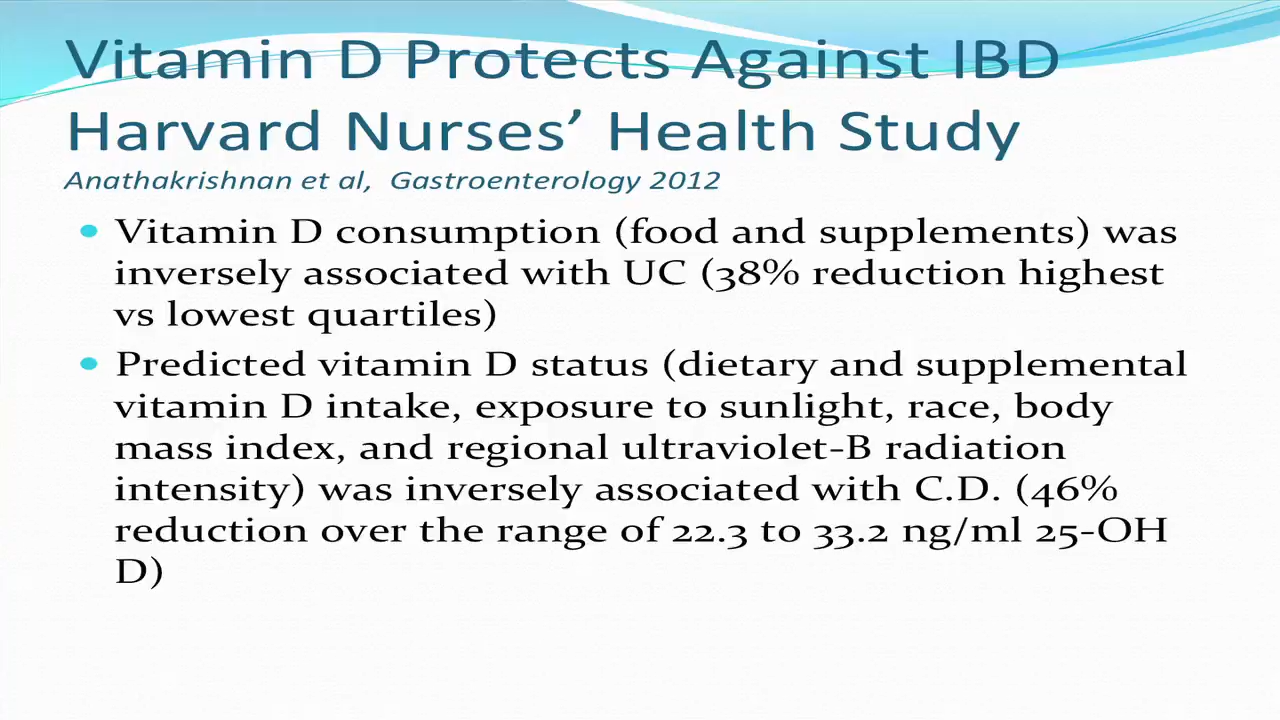 Vitamin D Protects Against IBD
Harvard Nurses’ Health Study
Anathakrishnan et al, Gastroenterology 2012
• Vitamin D consumption (food and supplements) was
inversely associated with UC (38% reduction highest
vs lowest quartiles)
• Predicted vitamin D status (dietary and supplemental
vitamin D intake, exposure to sunlight, race, body
mass index, and regional ultraviolet-B radiation
intensity) was inversely associated with C.D. (46%
reduction over the range of 22.3 to 33.2 ng/ml 25-OH
D)